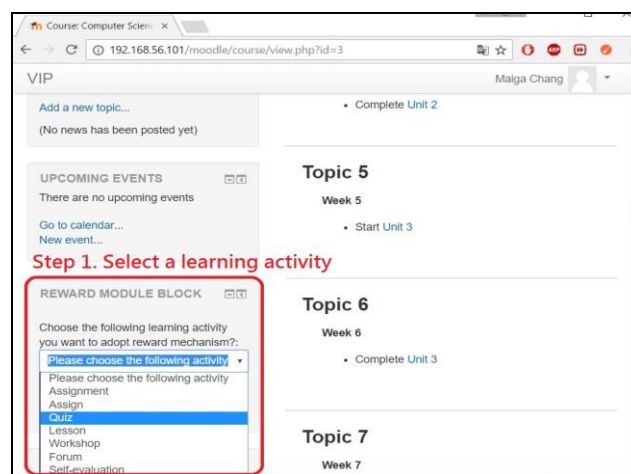 Course: Computer Scienc
192.168.56.101/moodle/course/view.php?id=3
VIP
Maiga Chang
Add a new topic...
(No news has been posted yet)
UPCOMING EVENTS
There are no upcoming events
Go to calendar...
New event...
Step 1. Select a learning activity
REWARD MODULE BLOCK
Choose the following learning activity
you want to adopt reward mechanism?:
Please choose the following activity
Please choose the following activity
Assignment
Assign
Quiz
Lesson
Workshop
Forum
Self-evaluation
Complete Unit 2
Topic 5
Week 5
Start Unit 3
Topic 6
Week 6
Complete Unit 3
Topic 7
Week 7